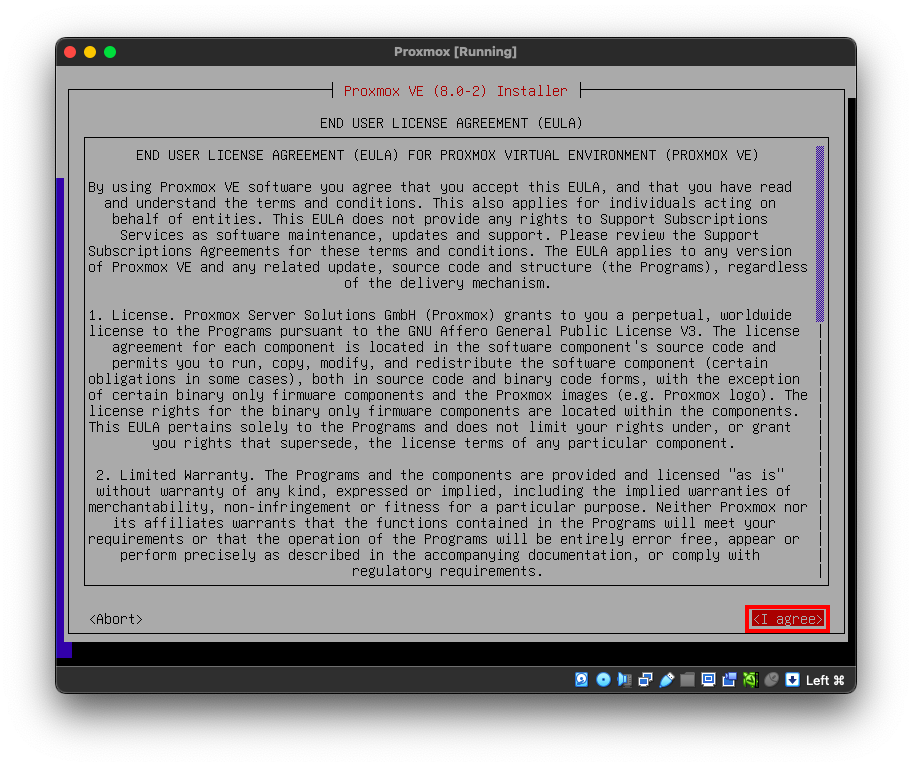 Proxmox [Running]
Proxmox VE (8.0-2) Installer
END USER LICENSE AGREEMENT (EULA)
END USER LICENSE AGREEMENT (EULA) FOR PROXMOX VIRTUAL ENVIRONMENT (PROXMOX VE)
By using Proxmox VE software you agree that you accept this EULA, and that you have read
and understand the terms and conditions. This also applies for individuals acting on
behalf of entities. This EULA does not provide any rights to Support Subscriptions
Services as software maintenance, updates and support. Please review the Support
Subscriptions Agreements for these terms and conditions. The EULA applies to any version
of Proxmox VE and any related update, source code and structure (the Programs), regardless
of the delivery mechanism.
1. License. Proxmox Server Solutions GmbH (Proxmox) grants to you a perpetual, worldwide
license to the Programs pursuant to the GNU Affero General Public License V3. The license
agreement for each component is located in the software component's source code and
permits you to run, copy, modify, and redistribute the software component (certain
obligations in some cases), both in source code and binary code forms, with the exception
of certain binary only firmware components and the Proxmox images (e.g. Proxmox logo). The
license rights for the binary only firmware components are located within the components.
This EULA pertains solely to the Programs and does not limit your rights under, or grant
you rights that supersede, the license terms of any particular component.
2. Limited Warranty. The Programs and the components are provided and licensed "as is"
without warranty of any kind, expressed or implied, including the implied warranties of
merchantability, non-infringement or fitness for a particular purpose. Neither Proxmox nor
its affiliates warrants that the functions contained in the Programs will meet your
requirements or that the operation of the Programs will be entirely error free, appear or
perform precisely as described in the accompanying documentation, or comply with
regulatory requirements.
<Abort>
<I agree>
Left ⌘